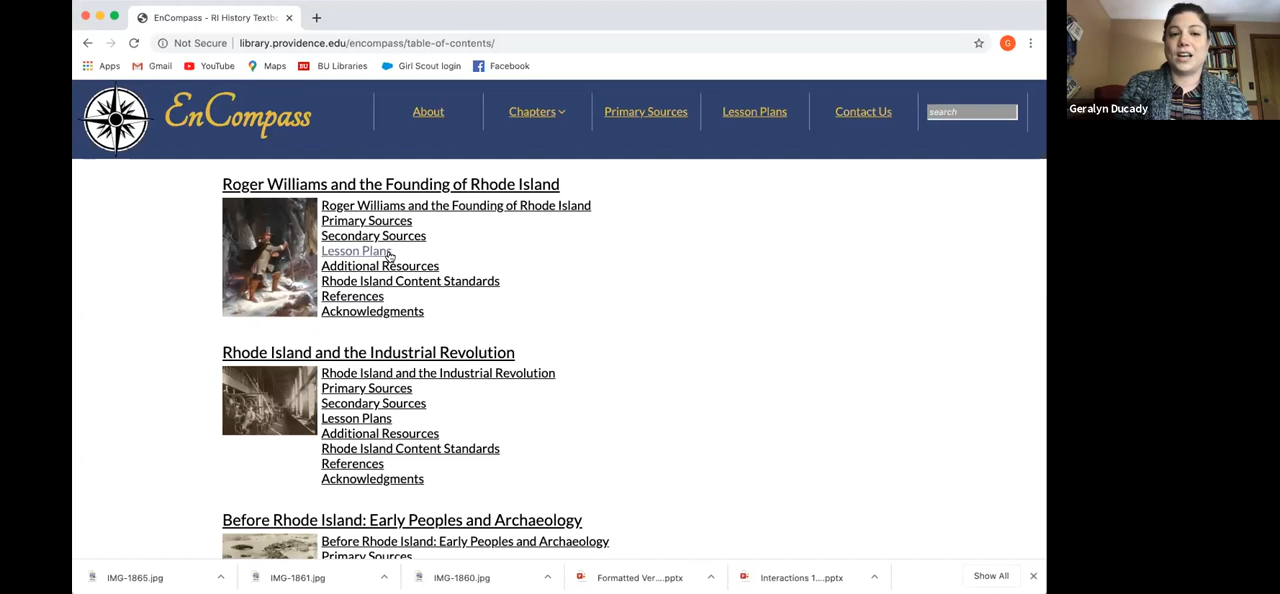 EnCompass - RI History Textbo
Not Secure | library.providence.edu/encompass/table-of-contents/
G
Apps Gmail YouTube Maps BU BU Libraries Girl Scout login Facebook
EnCompass
About Chapters Primary Sources Lesson Plans Contact Us search
Geralyn Ducady
Roger Williams and the Founding of Rhode Island
Roger Williams and the Founding of Rhode Island
Primary Sources
Secondary Sources
Lesson Plans
Additional Resources
Rhode Island Content Standards
References
Acknowledgments
Rhode Island and the Industrial Revolution
Rhode Island and the Industrial Revolution
Primary Sources
Secondary Sources
Lesson Plans
Additional Resources
Rhode Island Content Standards
References
Acknowledgments
Before Rhode Island: Early Peoples and Archaeology
Before Rhode Island: Early Peoples and Archaeology
Primary Sources
IMG-1865.jpg IMG-1861.jpg IMG-1860.jpg Formatted Ver....pptx Interactions 1....pptx Show All